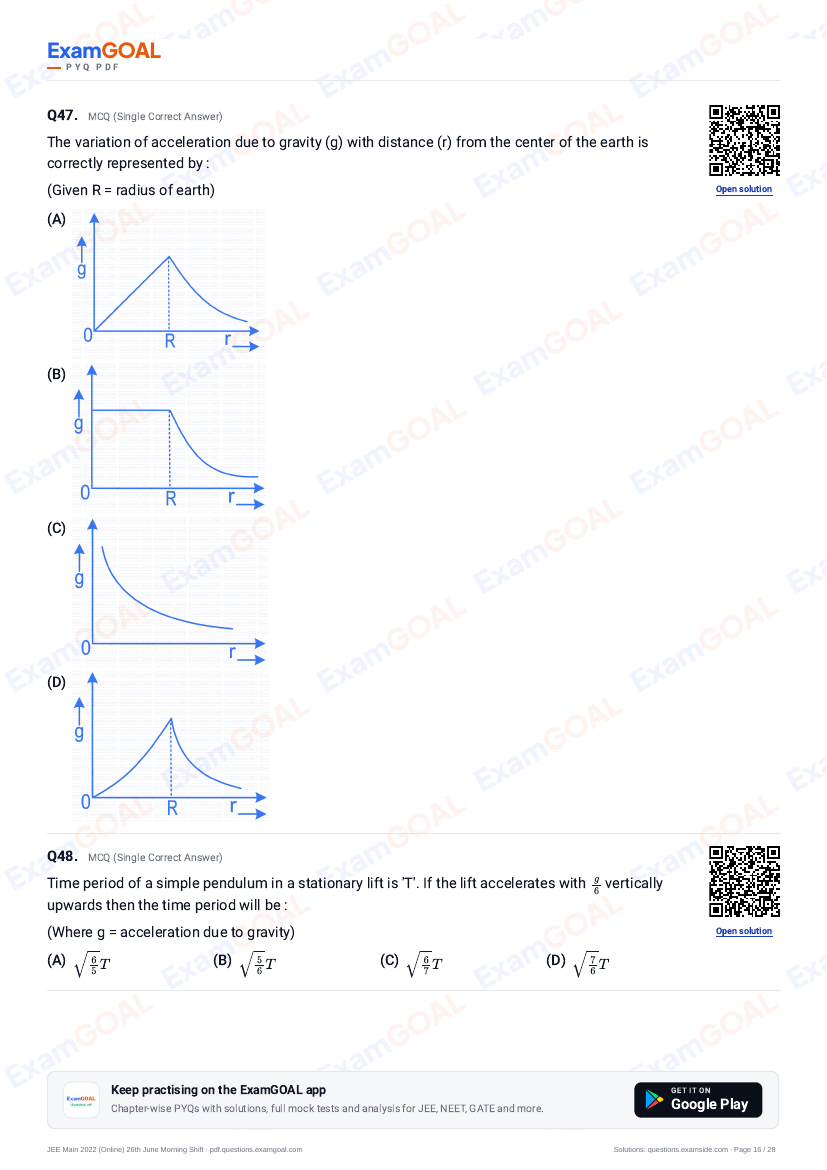 ExamGOAL
PYQ PDF
Q47. MCQ (Single Correct Answer)
The variation of acceleration due to gravity (g) with distance (r) from the center of the earth is
correctly represented by :
(Given R = radius of earth)
Open solution
(A)
g
0
R
r
(B)
g
0
R
r
(C)
g
0
r
(D)
g
0
R
r
Q48. MCQ (Single Correct Answer)
Time period of a simple pendulum in a stationary lift is 'T'. If the lift accelerates with g/6 vertically
upwards then the time period will be :
(Where g = acceleration due to gravity)
Open solution
(A) √(6/5) T (B) √(5/6) T (C) √(6/7) T (D) √(7/6) T
Keep practising on the ExamGOAL app
Chapter-wise PYQs with solutions, full mock tests and analysis for JEE, NEET, GATE and more.
GET IT ON
Google Play
JEE Main 2022 (Online) 26th June Morning Shift · pdf.questions.examgoal.com Solutions: questions.examside.com · Page 16 / 28